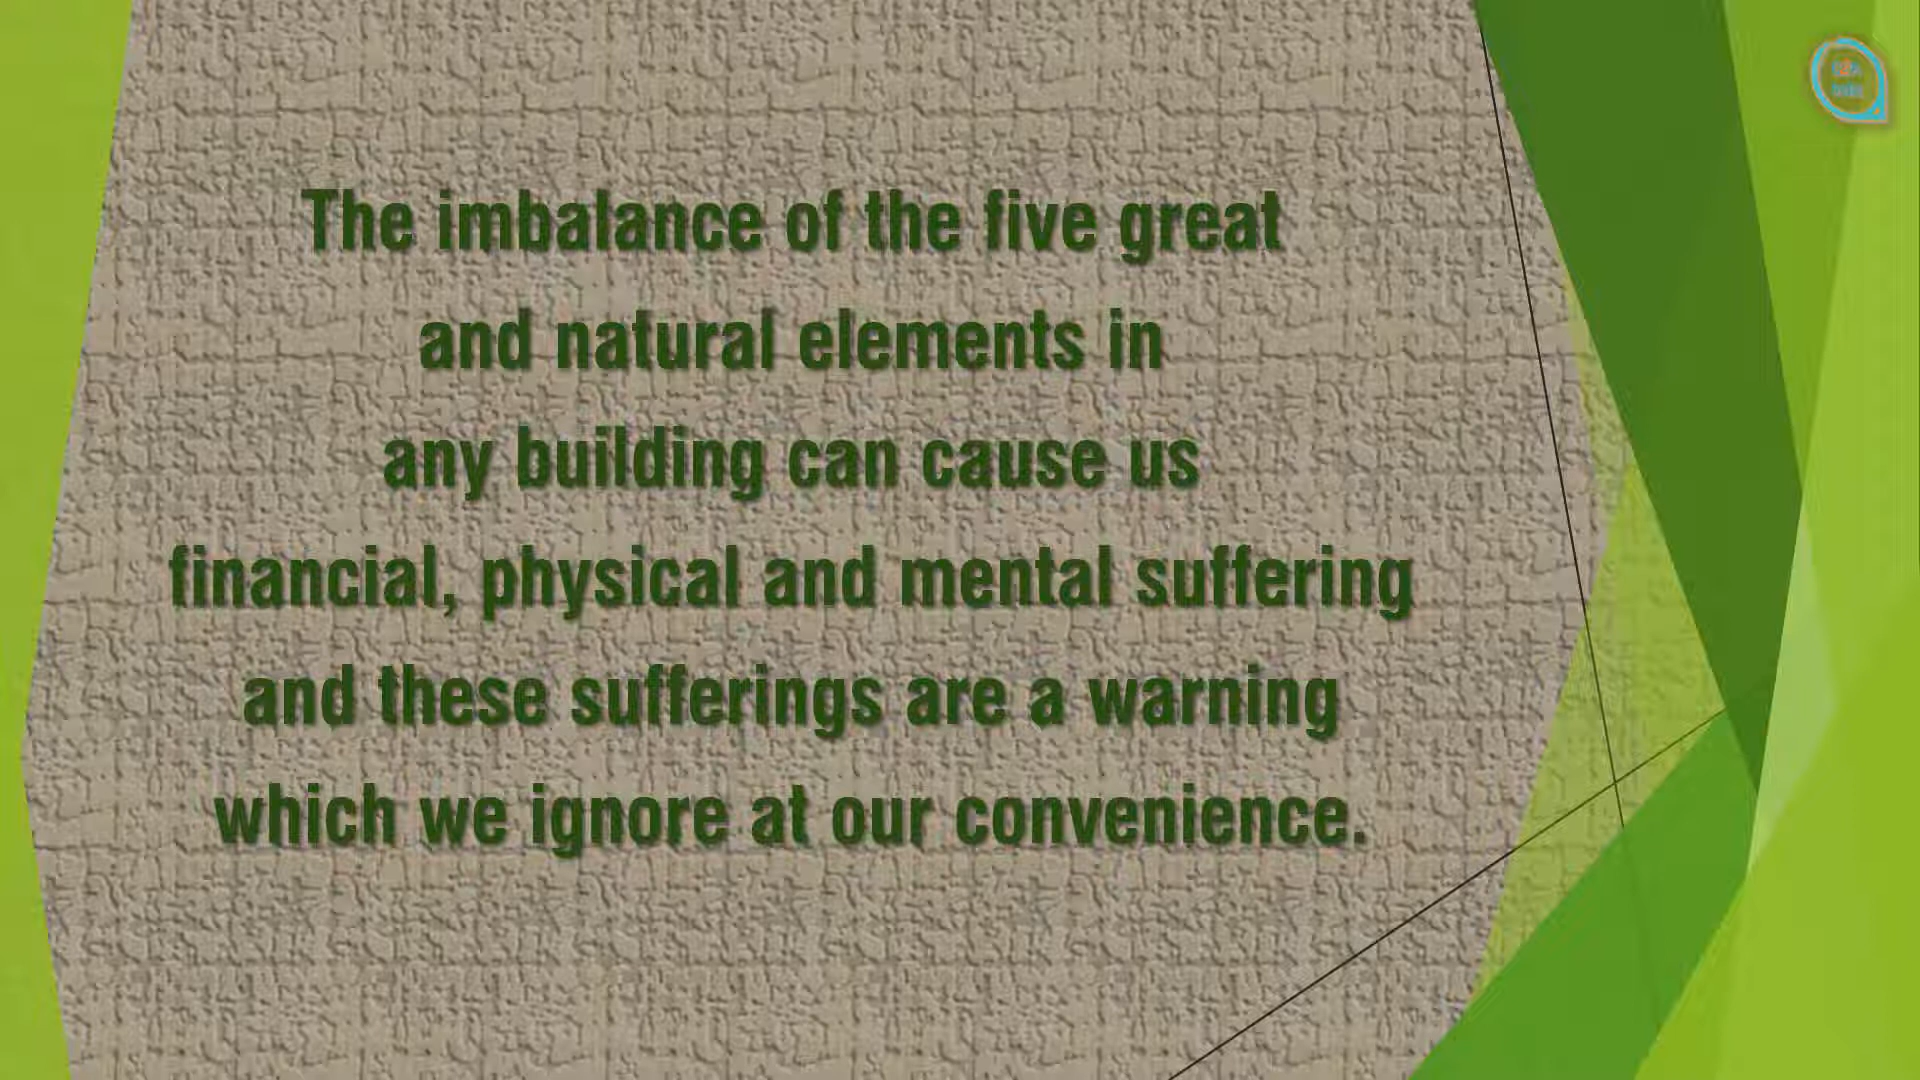 The imbalance of the five great
and natural elements in
any building can cause us
financial, physical and mental suffering
and these sufferings are a warning
which we ignore at our convenience.